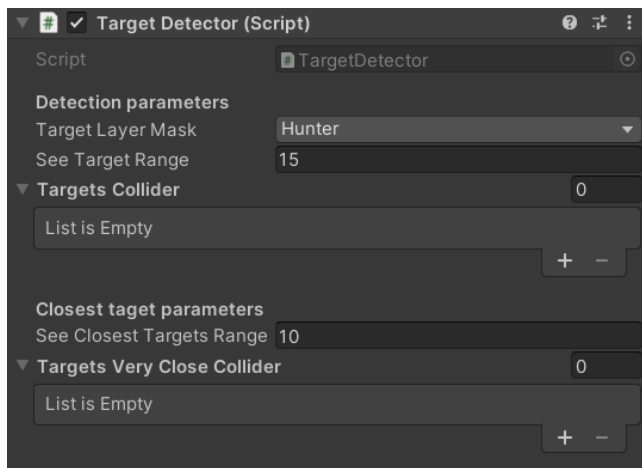 Target Detector (Script)
Script TargetDetector
Detection parameters
Target Layer Mask Hunter
See Target Range 15
Targets Collider 0
List is Empty
+ −
Closest taget parameters
See Closest Targets Range 10
Targets Very Close Collider 0
List is Empty
+ −